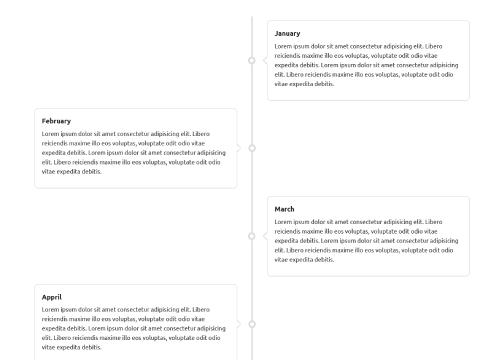 January
Lorem ipsum dolor sit amet consectetur adipisicing elit. Libero
reiciendis maxime illo eos voluptas, voluptate odit odio vitae
expedita debitis. Lorem ipsum dolor sit amet consectetur adipisicing
elit. Libero reiciendis maxime illo eos voluptas, voluptate odit odio
vitae expedita debitis.
February
Lorem ipsum dolor sit amet consectetur adipisicing elit. Libero
reiciendis maxime illo eos voluptas, voluptate odit odio vitae
expedita debitis. Lorem ipsum dolor sit amet consectetur adipisicing
elit. Libero reiciendis maxime illo eos voluptas, voluptate odit odio
vitae expedita debitis.
March
Lorem ipsum dolor sit amet consectetur adipisicing elit. Libero
reiciendis maxime illo eos voluptas, voluptate odit odio vitae
expedita debitis. Lorem ipsum dolor sit amet consectetur adipisicing
elit. Libero reiciendis maxime illo eos voluptas, voluptate odit odio
vitae expedita debitis.
Appril
Lorem ipsum dolor sit amet consectetur adipisicing elit. Libero
reiciendis maxime illo eos voluptas, voluptate odit odio vitae
expedita debitis. Lorem ipsum dolor sit amet consectetur adipisicing
elit. Libero reiciendis maxime illo eos voluptas, voluptate odit odio